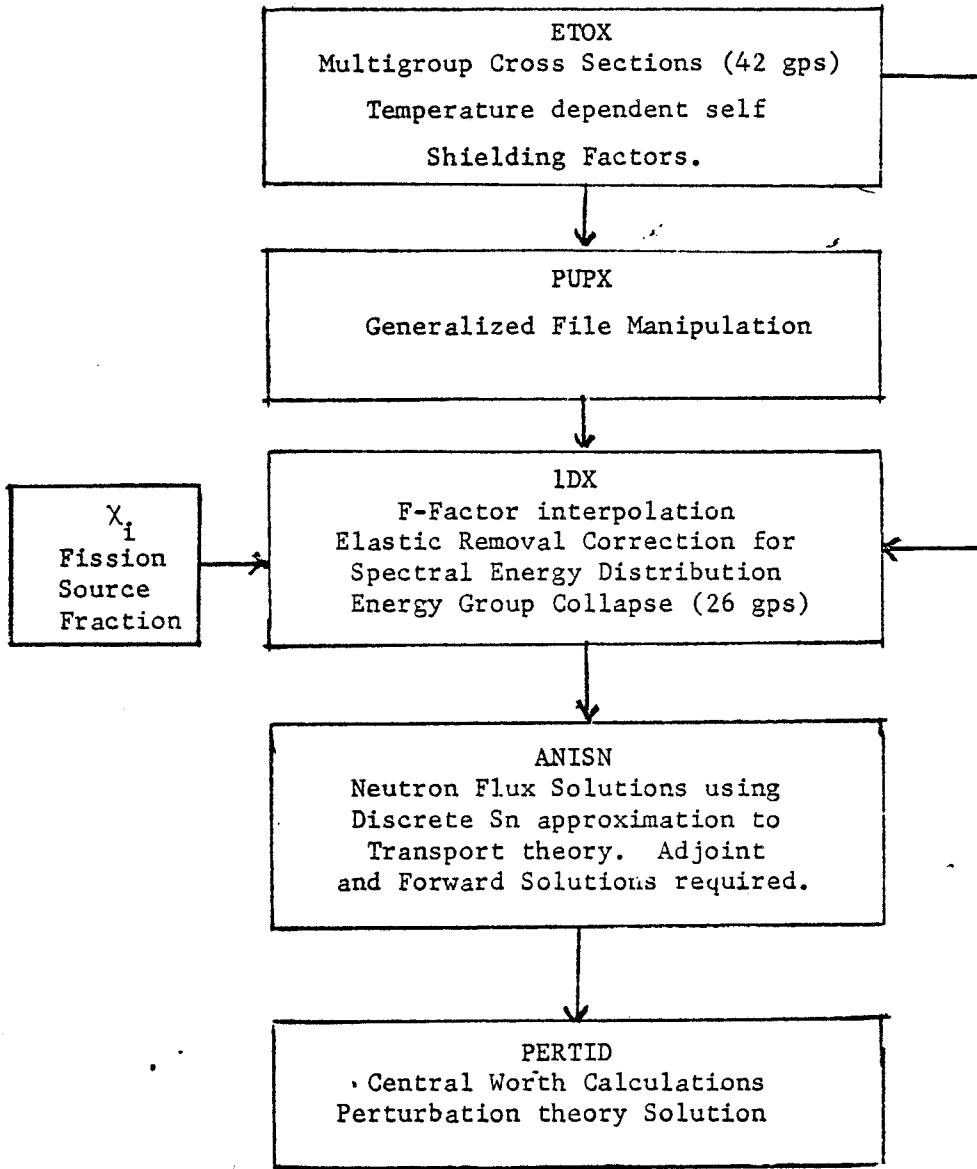 ETOX
Multigroup Cross Sections (42 gps)
Temperature dependent self
Shielding Factors.
PUPX
Generalized File Manipulation
1DX
F-Factor interpolation
Elastic Removal Correction for
Spectral Energy Distribution
Energy Group Collapse (26 gps)
χi
Fission
Source
Fraction
ANISN
Neutron Flux Solutions using
Discrete Sn approximation to
Transport theory. Adjoint
and Forward Solutions required.
PERTID
Central Worth Calculations
Perturbation theory Solution